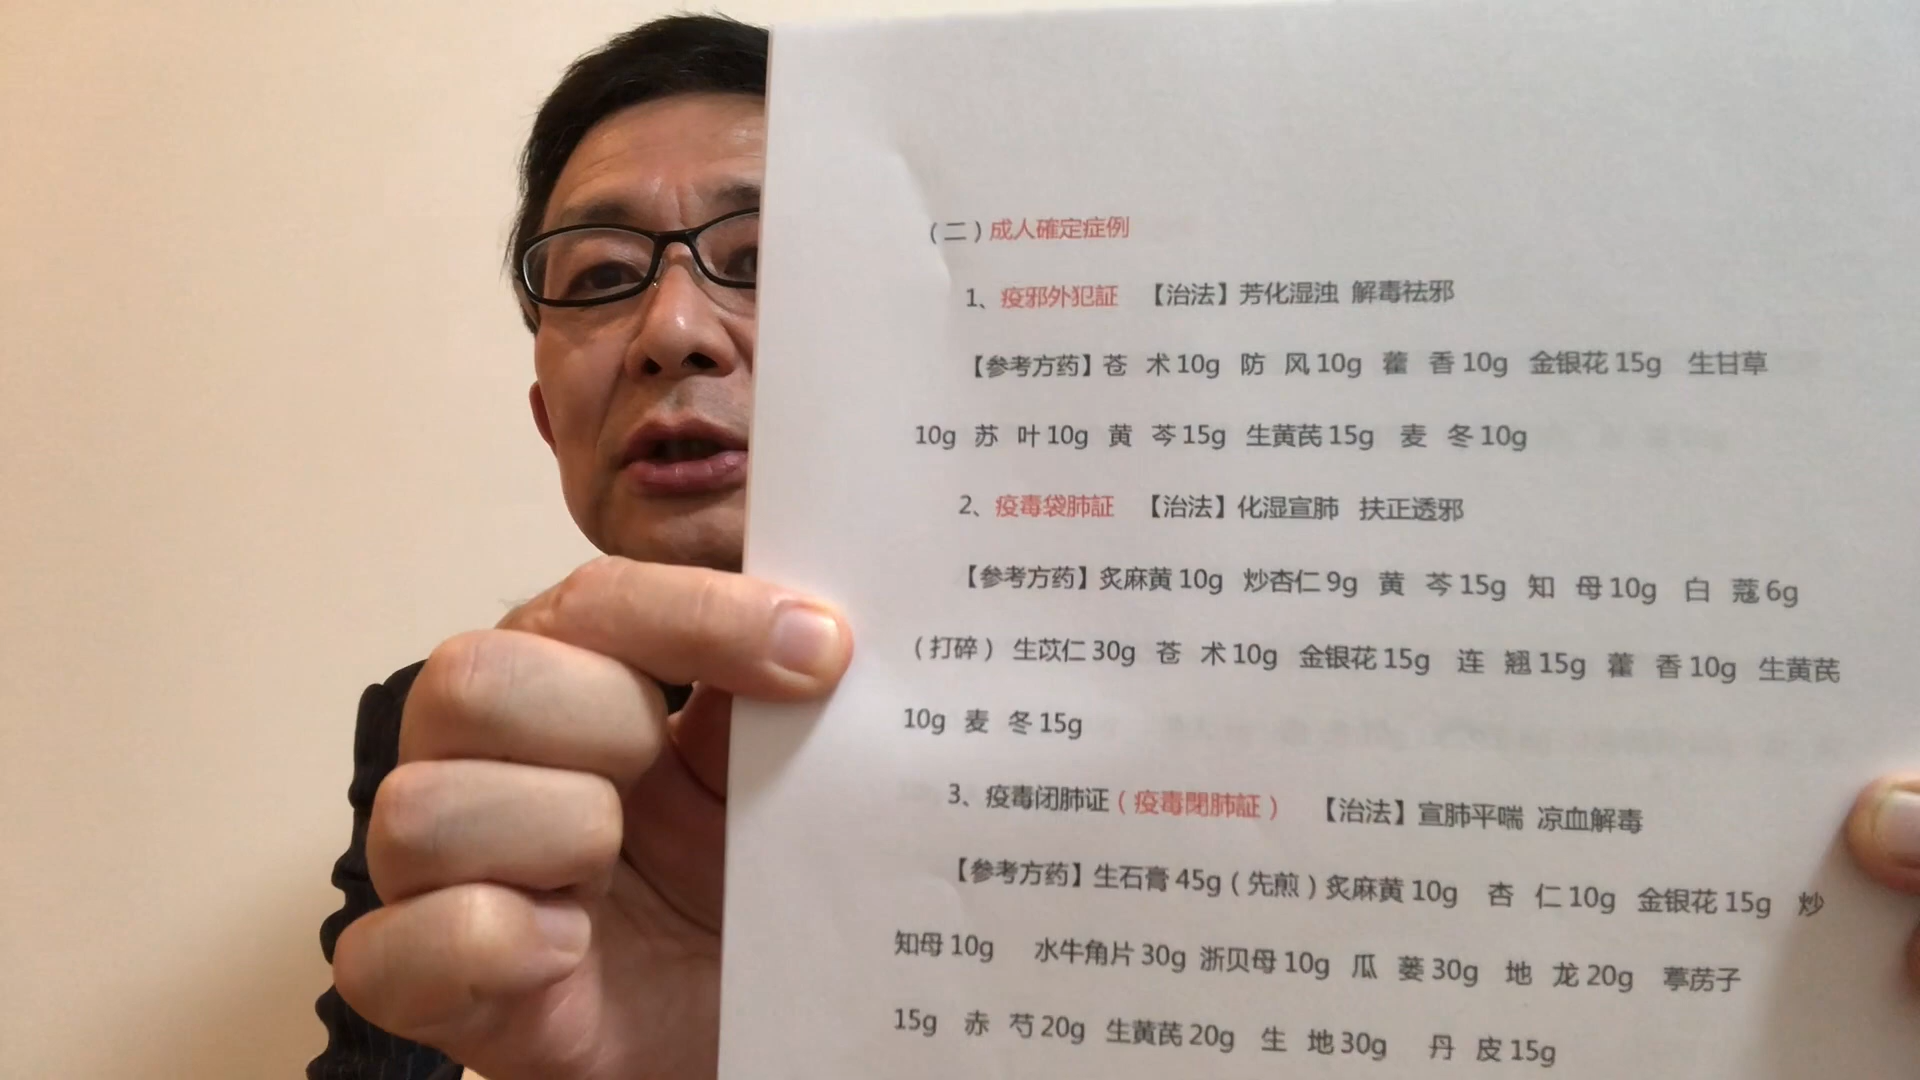 （二）成人確定症例
1、疫邪外犯証 【治法】芳化湿浊 解毒祛邪
【参考方药】苍 术10g 防 风10g 藿 香10g 金银花15g 生甘草
10g 苏 叶10g 黄 芩15g 生黄芪15g 麦 冬10g
2、疫毒袋肺証 【治法】化湿宣肺 扶正透邪
【参考方药】炙麻黄10g 炒杏仁9g 黄 芩15g 知 母10g 白 蔻6g
（打碎） 生苡仁30g 苍 术10g 金银花15g 连 翘15g 藿 香10g 生黄芪
10g 麦 冬15g
3、疫毒闭肺证（疫毒閉肺証） 【治法】宣肺平喘 凉血解毒
【参考方药】生石膏45g（先煎）炙麻黄10g 杏 仁10g 金银花15g 炒
知母10g 水牛角片30g 浙贝母10g 瓜 蒌30g 地 龙20g 葶苈子
15g 赤 芍20g 生黄芪20g 生 地30g 丹 皮15g